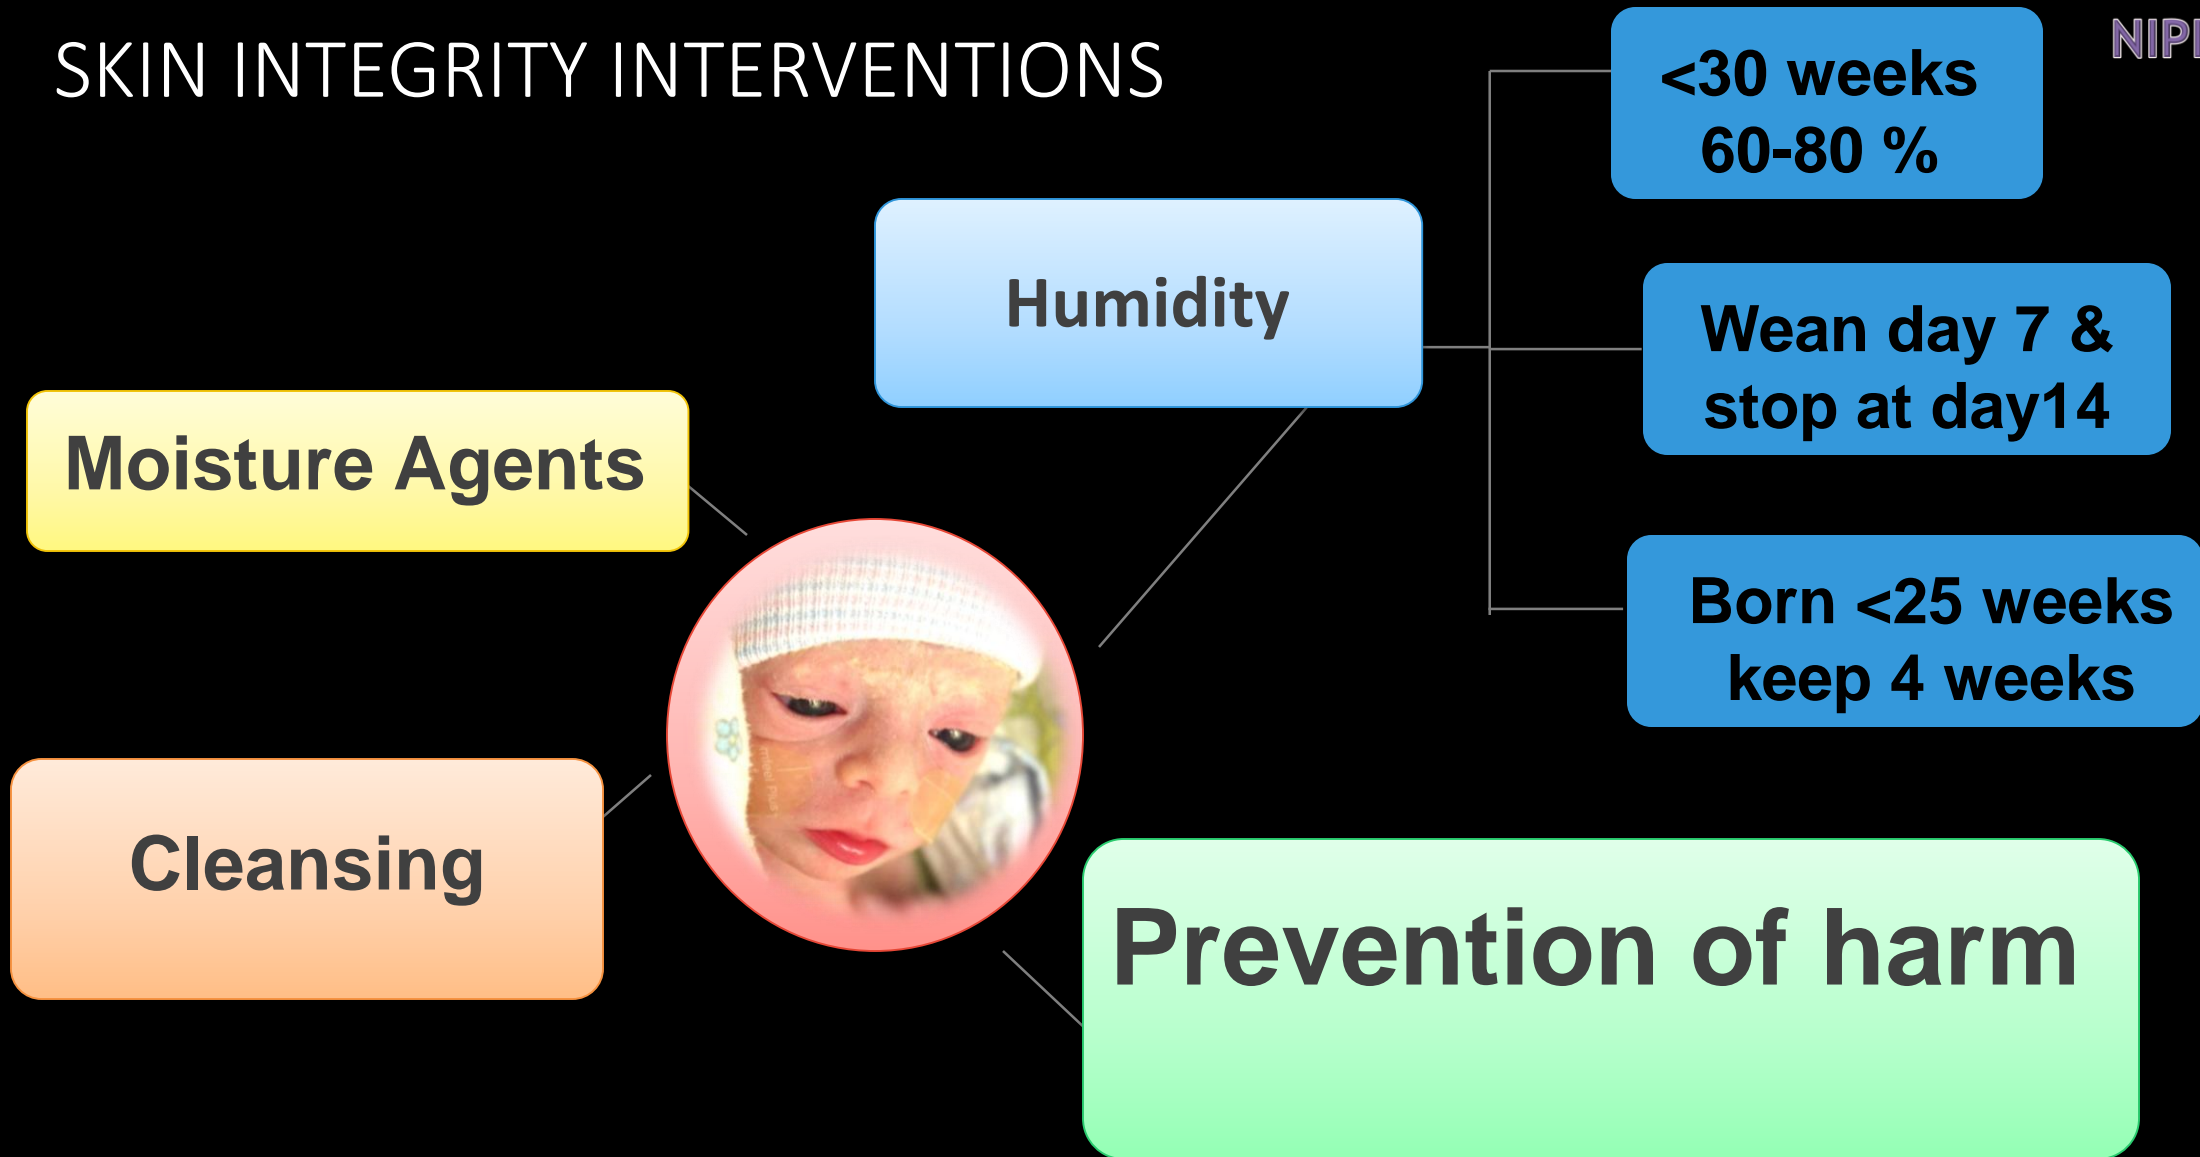 SKIN INTEGRITY INTERVENTIONS
<30 weeks
60-80 %
Humidity
Wean day 7 &
stop at day14
Moisture Agents
Born <25 weeks
keep 4 weeks
Cleansing
Prevention of harm